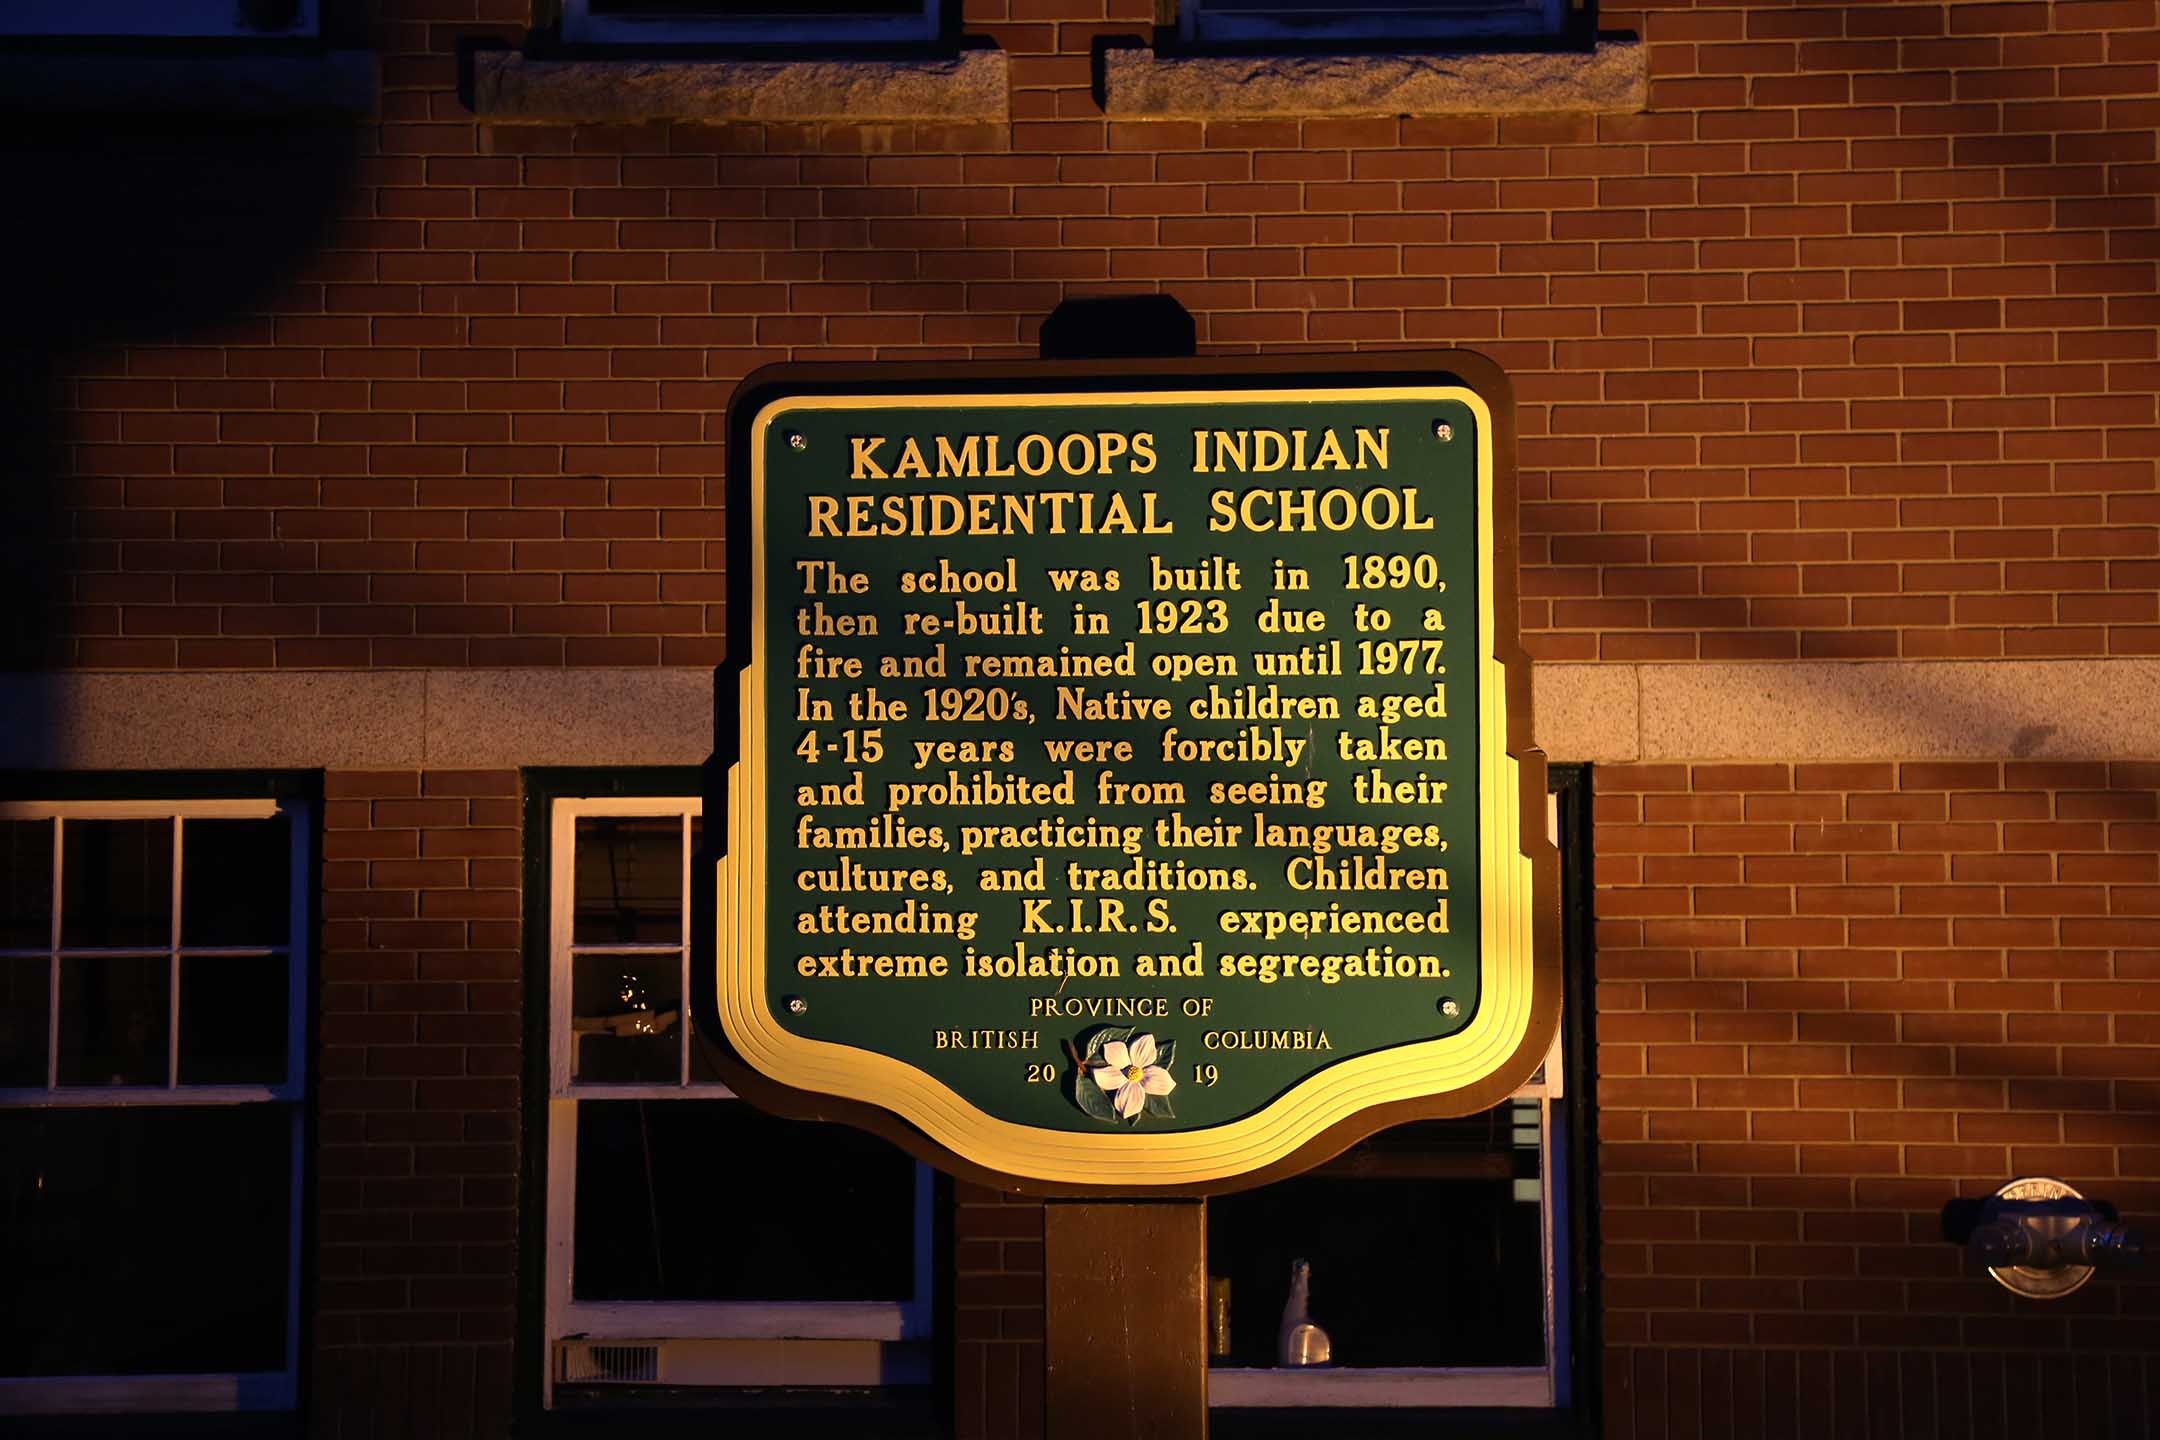 KAMLOOPS INDIAN
RESIDENTIAL SCHOOL
The school was built in 1890,
then re-built in 1923 due to a
fire and remained open until 1977.
In the 1920's, Native children aged
4-15 years were forcibly taken
and prohibited from seeing their
families, practicing their languages,
cultures, and traditions. Children
attending K.I.R.S. experienced
extreme isolation and segregation.
PROVINCE OF
BRITISH COLUMBIA
20 19